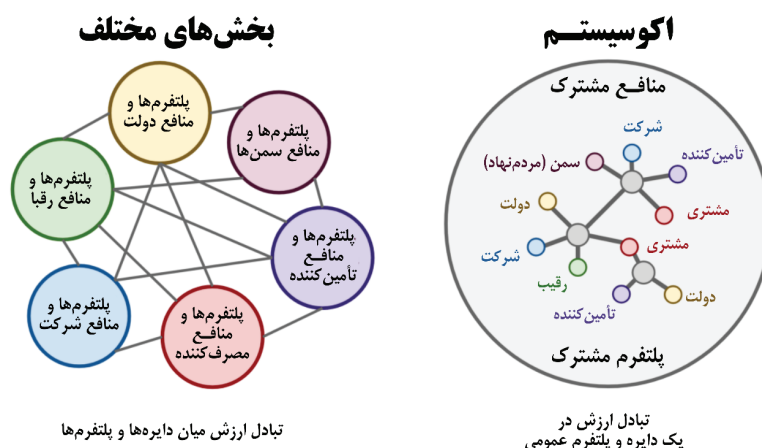 اکوسیستـم
منافـع مشترک
شرکت
تأمین‌کننده
سمن (مردم‌نهاد)
مشتری
دولت
شرکت
رقیب
مشتری
دولت
تأمین‌کننده
پلتفرم مشترک
تبادل ارزش در
یک دایره و پلتفرم عمومی
بخش‌های مختلف
پلتفرم‌ها و
منافع دولت
پلتفرم‌ها و
منافع سمن‌ها
پلتفرم‌ها و
منافع رقبا
پلتفرم‌ها و
منافـع
تأمین‌کننده
پلتفرم‌ها و
منافع شرکت
پلتفرم‌ها و
منافـع
مصرف‌کننده
تبادل ارزش میان دایره‌ها و پلتفرم‌ها